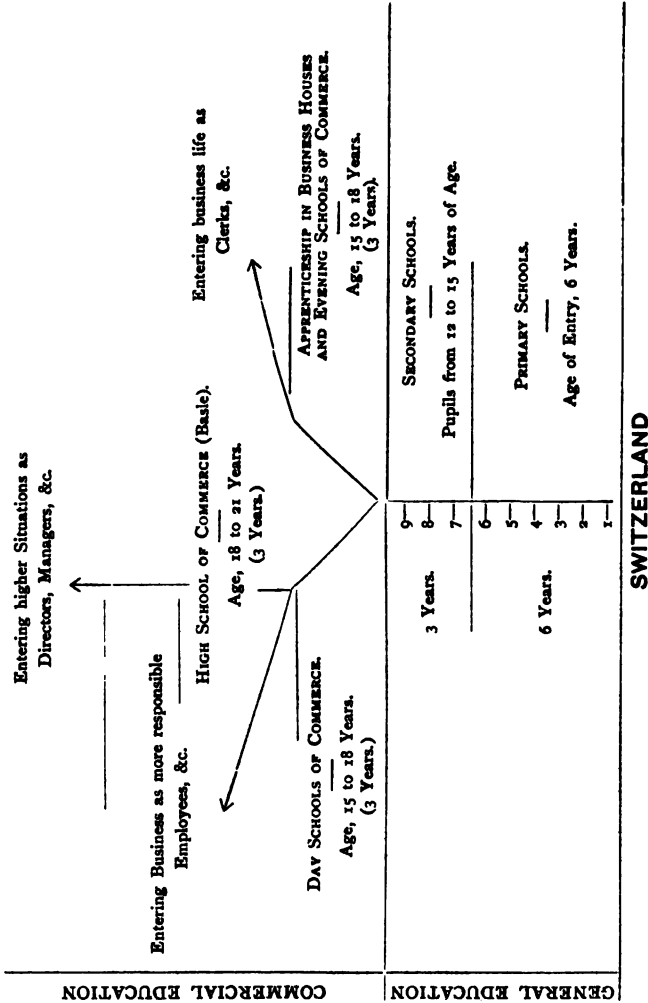 Entering higher Situations as
Directors, Managers, &c.
Entering Business as more responsible
Employees, &c.
Entering business life as
Clerks, &c.
HIGH SCHOOL OF COMMERCE (Basle).
Age, 18 to 21 Years.
(3 Years.)
DAY SCHOOLS OF COMMERCE.
Age, 15 to 18 Years.
(3 Years.)
APPRENTICESHIP IN BUSINESS HOUSES
AND EVENING SCHOOLS OF COMMERCE.
Age, 15 to 18 Years.
(3 Years).
COMMERCIAL EDUCATION
3 Years.
9
8
7
SECONDARY SCHOOLS.
Pupils from 12 to 15 Years of Age.
6 Years.
6
5
4
3
2
1
PRIMARY SCHOOLS.
Age of Entry, 6 Years.
GENERAL EDUCATION
SWITZERLAND